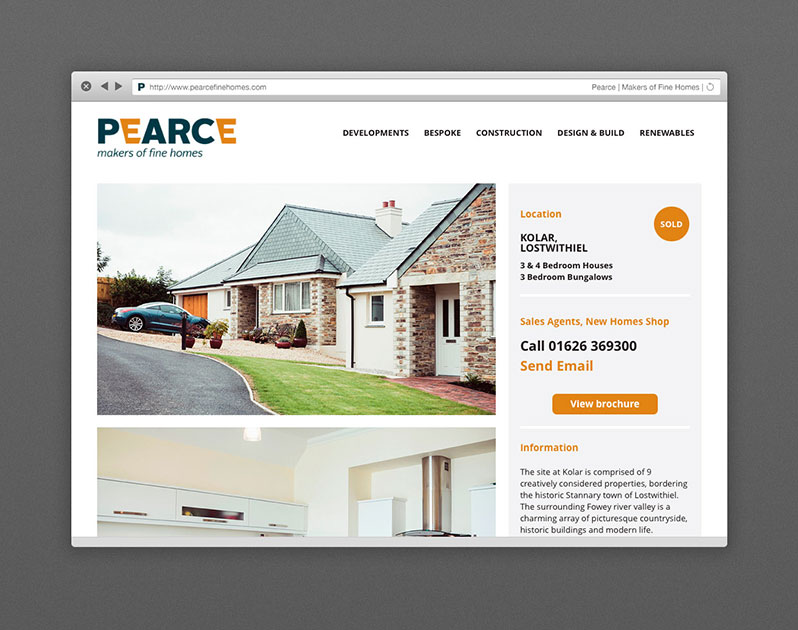 P http://www.pearcefinehomes.com
Pearce | Makers of Fine Homes |
PEARCE
makers of fine homes
DEVELOPMENTS BESPOKE CONSTRUCTION DESIGN & BUILD RENEWABLES
Location
SOLD
KOLAR,
LOSTWITHIEL
3 & 4 Bedroom Houses
3 Bedroom Bungalows
Sales Agents, New Homes Shop
Call 01626 369300
Send Email
View brochure
Information
The site at Kolar is comprised of 9
creatively considered properties, bordering
the historic Stannary town of Lostwithiel.
The surrounding Fowey river valley is a
charming array of picturesque countryside,
historic buildings and modern life.